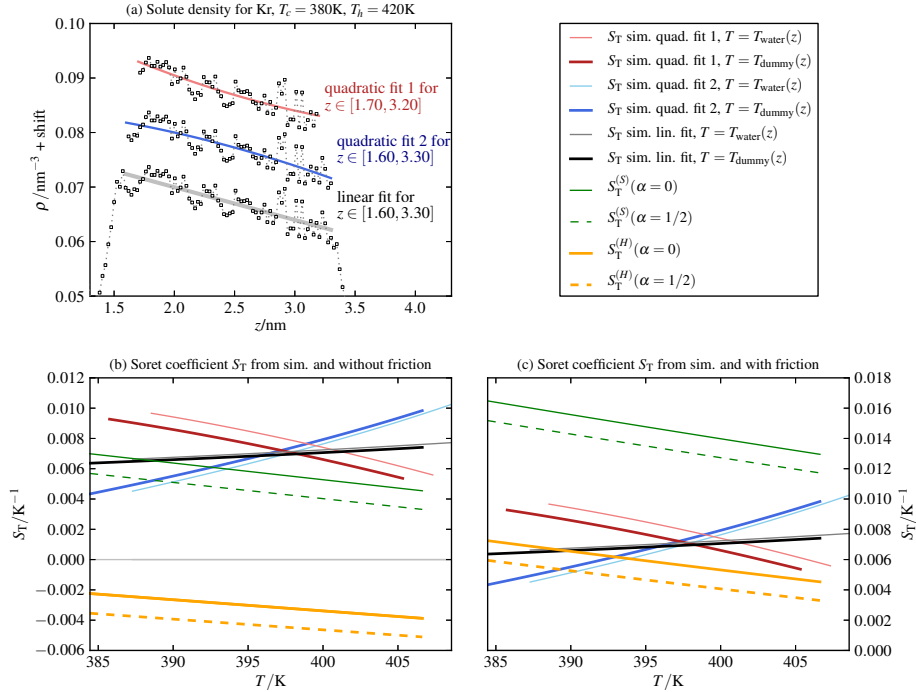 (a) Solute density for Kr, T_c = 380K, T_h = 420K
0.10
0.09
0.08
0.07
0.06
0.05
ρ/nm⁻³ + shift
quadratic fit 1 for
z ∈ [1.70, 3.20]
quadratic fit 2 for
z ∈ [1.60, 3.30]
linear fit for
z ∈ [1.60, 3.30]
1.5 2.0 2.5 3.0 3.5 4.0
z/nm
S_T sim. quad. fit 1, T = T_water(z)
S_T sim. quad. fit 1, T = T_dummy(z)
S_T sim. quad. fit 2, T = T_water(z)
S_T sim. quad. fit 2, T = T_dummy(z)
S_T sim. lin. fit, T = T_water(z)
S_T sim. lin. fit, T = T_dummy(z)
S_T^(S)(α = 0)
S_T^(S)(α = 1/2)
S_T^(H)(α = 0)
S_T^(H)(α = 1/2)
(b) Soret coefficient S_T from sim. and without friction
0.012
0.010
0.008
0.006
0.004
0.002
0.000
−0.002
−0.004
−0.006
S_T/K⁻¹
385 390 395 400 405
T/K
(c) Soret coefficient S_T from sim. and with friction
0.018
0.016
0.014
0.012
0.010
0.008
0.006
0.004
0.002
0.000
S_T/K⁻¹
385 390 395 400 405
T/K